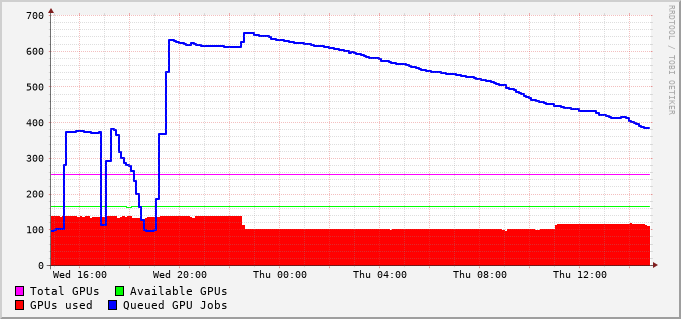 700
600
500
400
300
200
100
0
Wed 16:00 Wed 20:00 Thu 00:00 Thu 04:00 Thu 08:00 Thu 12:00
Total GPUs Available GPUs
GPUs used Queued GPU Jobs
RRDTOOL / TOBI OETIKER